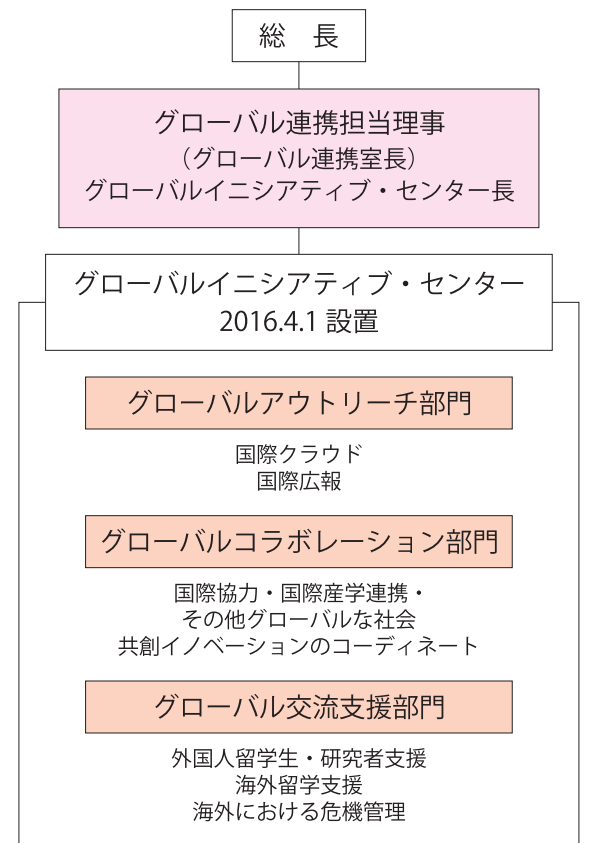 総　長
グローバル連携担当理事
（グローバル連携室長）
グローバルイニシアティブ・センター長
グローバルイニシアティブ・センター
2016.4.1 設置
グローバルアウトリーチ部門
国際クラウド
国際広報
グローバルコラボレーション部門
国際協力・国際産学連携・
その他グローバルな社会
共創イノベーションのコーディネート
グローバル交流支援部門
外国人留学生・研究者支援
海外留学支援
海外における危機管理